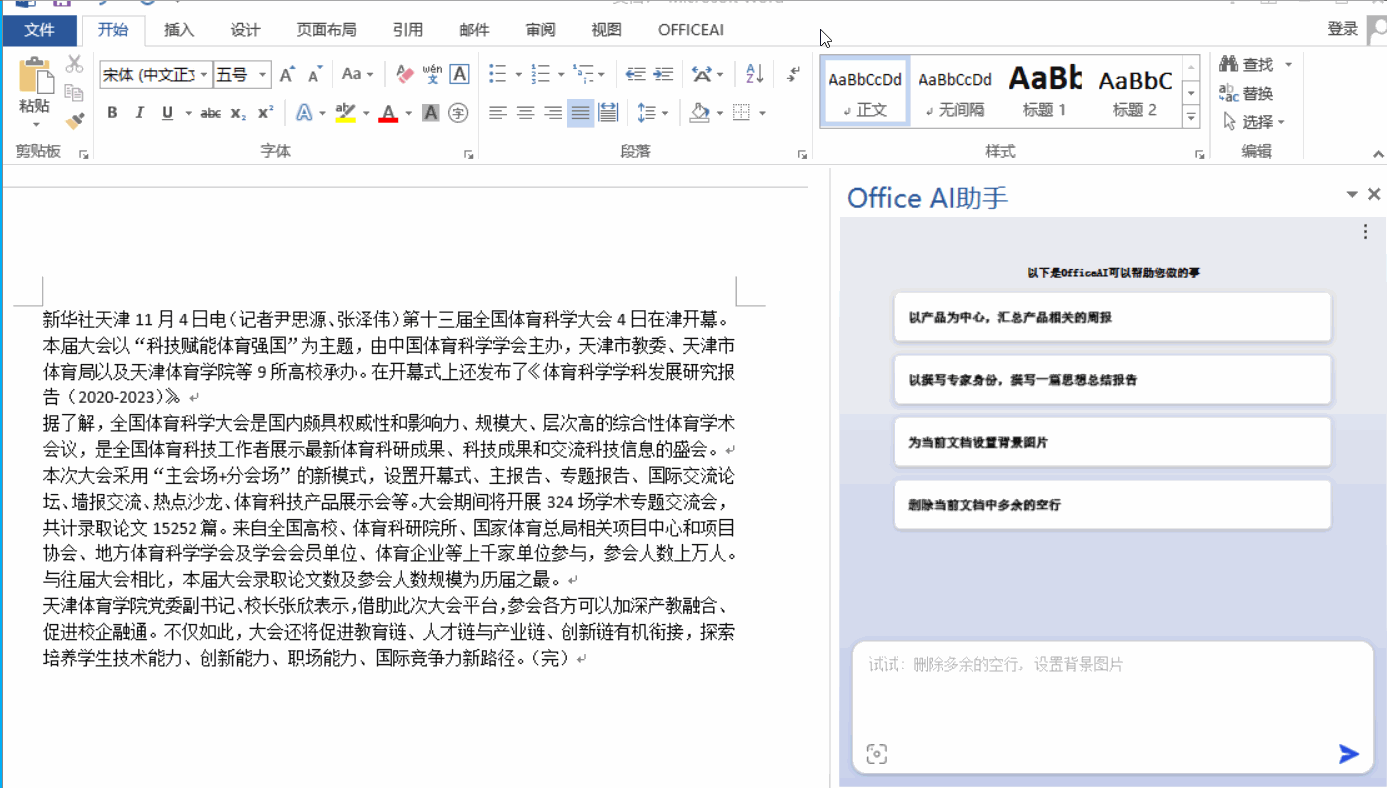 文件 开始 插入 设计 页面布局 引用 邮件 审阅 视图 OFFICEAI 登录
宋体 (中文正文 五号 Aa wén 文 A
粘贴
B I U abc x₂ x² A aby A A 字
剪贴板 字体 段落
AaBbCcDd AaBbCcDd AaBb AaBbC
正文 无间隔 标题 1 标题 2
样式
查找
替换
选择
编辑
新华社天津 11 月 4 日电（记者尹思源、张泽伟）第十三届全国体育科学大会 4 日在津开幕。
本届大会以“科技赋能体育强国”为主题，由中国体育科学学会主办，天津市教委、天津市
体育局以及天津体育学院等 9 所高校承办。在开幕式上还发布了《体育科学学科发展研究报
告（2020-2023）》。
据了解，全国体育科学大会是国内颇具权威性和影响力、规模大、层次高的综合性体育学术
会议，是全国体育科技工作者展示最新体育科研成果、科技成果和交流科技信息的盛会。
本次大会采用“主会场+分会场”的新模式，设置开幕式、主报告、专题报告、国际交流论
坛、墙报交流、热点沙龙、体育科技产品展示会等。大会期间将开展 324 场学术专题交流会，
共计录取论文 15252 篇。来自全国高校、体育科研院所、国家体育总局相关项目中心和项目
协会、地方体育科学学会及学会会员单位、体育企业等上千家单位参与，参会人数上万人。
与往届大会相比，本届大会录取论文数及参会人数规模为历届之最。
天津体育学院党委副书记、校长张欣表示，借助此次大会平台，参会各方可以加深产教融合、
促进校企融通。不仅如此，大会还将促进教育链、人才链与产业链、创新链有机衔接，探索
培养学生技术能力、创新能力、职场能力、国际竞争力新路径。（完）
Office AI助手
以下是OfficeAI可以帮助您做的事
以产品为中心，汇总产品相关的周报
以撰写专家身份，撰写一篇思想总结报告
为当前文档设置背景图片
删除当前文档中多余的空行
试试：删除多余的空行，设置背景图片